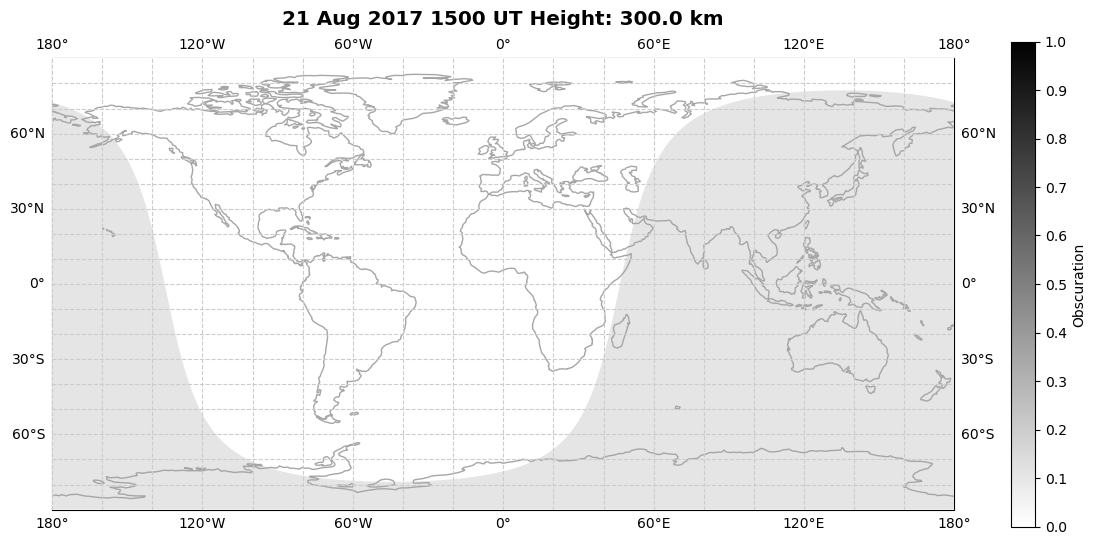 21 Aug 2017 1500 UT Height: 300.0 km
180° 120°W 60°W 0° 60°E 120°E 180°
60°N 60°N
30°N 30°N
0° 0°
30°S 30°S
60°S 60°S
180° 120°W 60°W 0° 60°E 120°E 180°
1.0
0.9
0.8
0.7
0.6
0.5
0.4
0.3
0.2
0.1
0.0
Obscuration